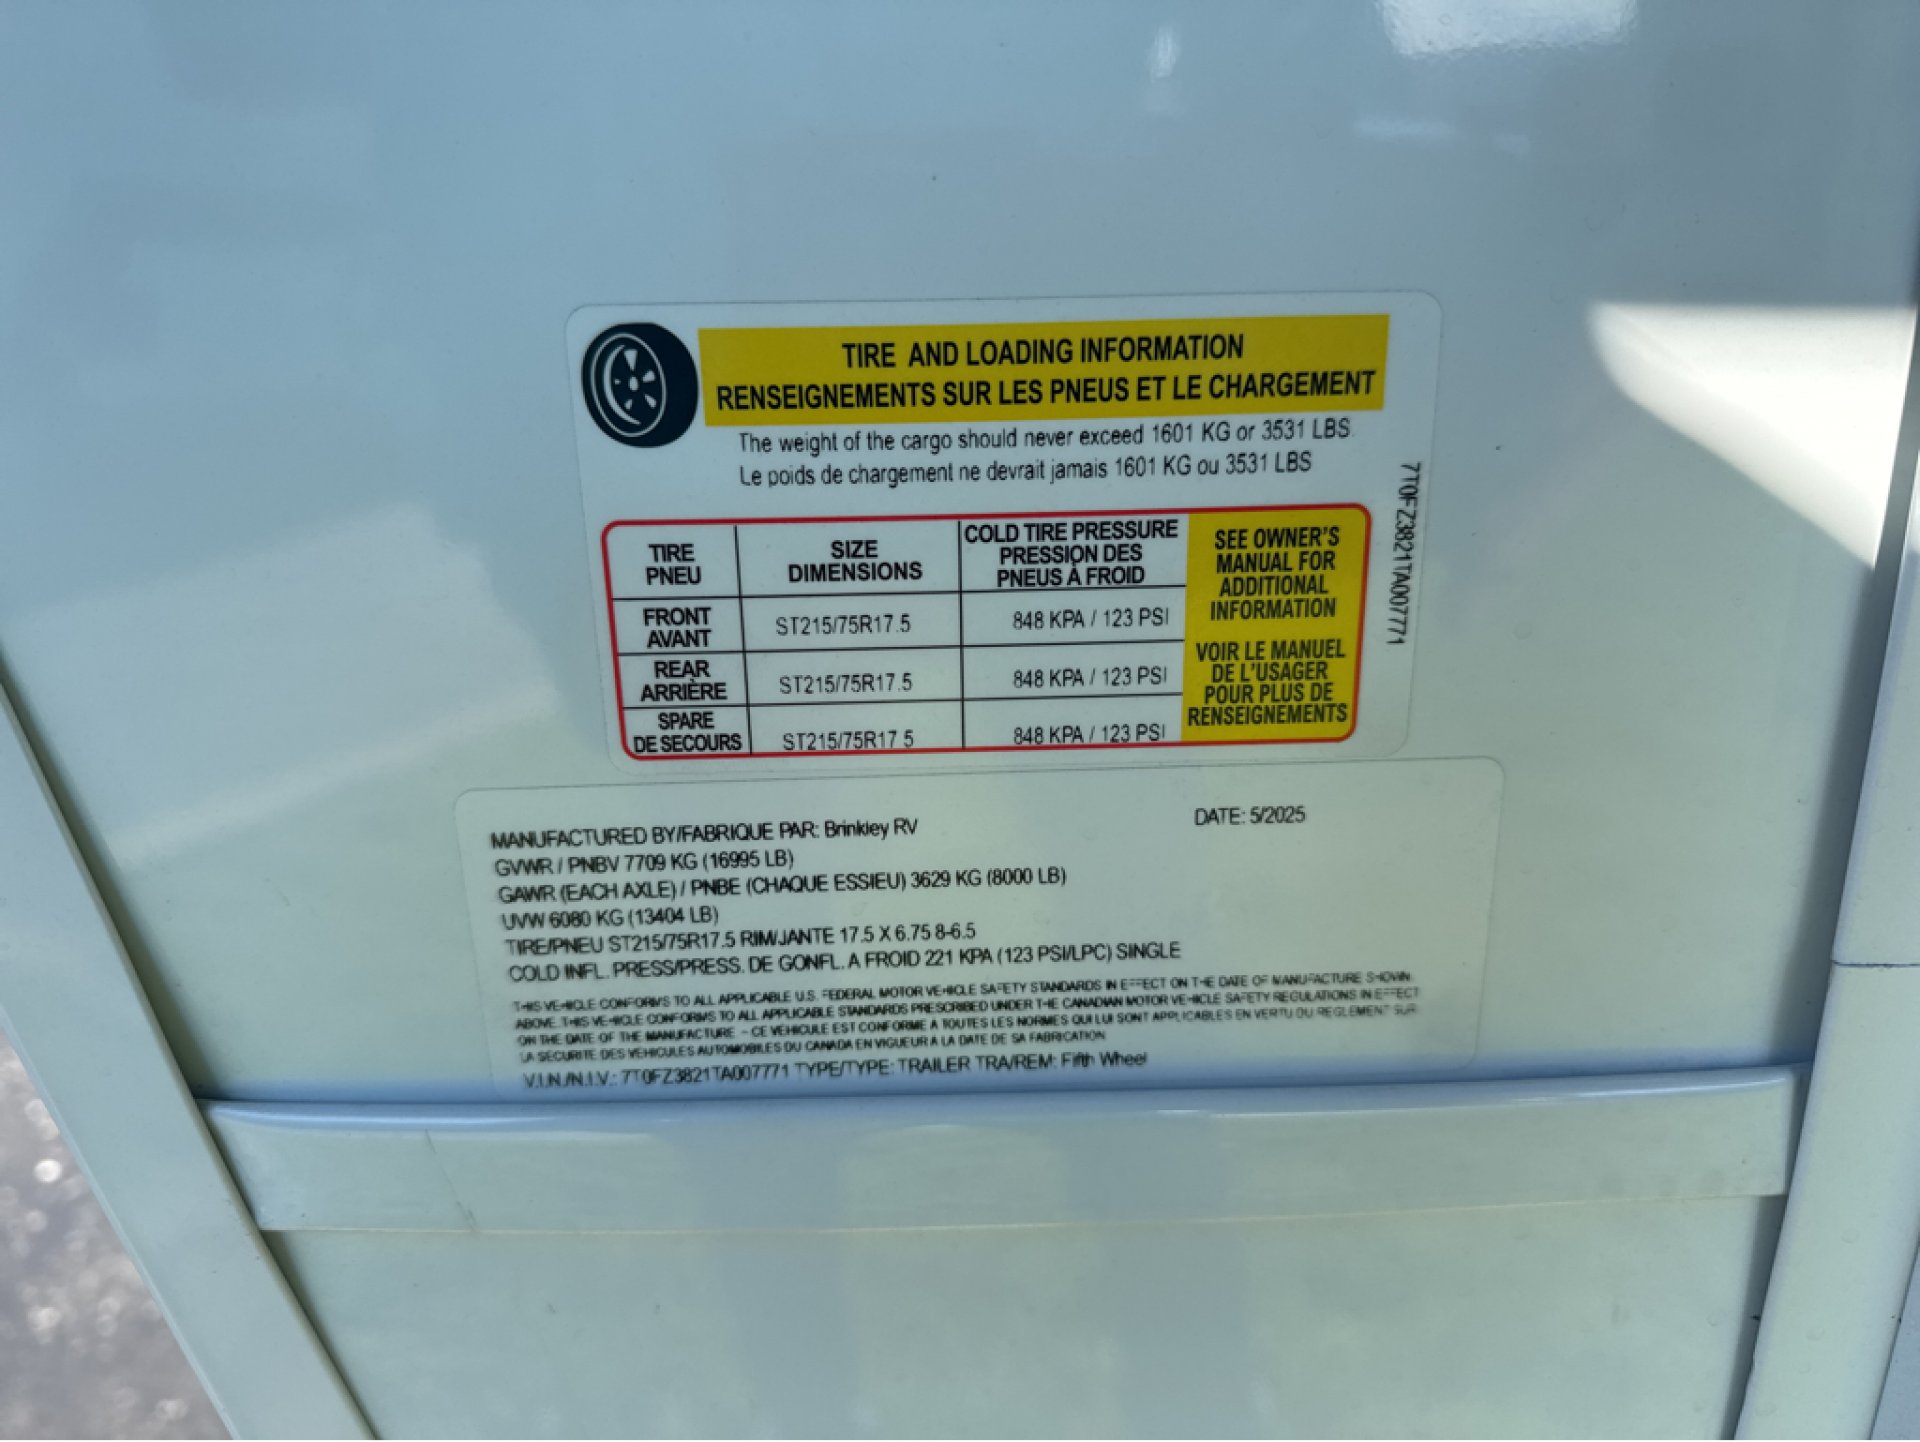 TIRE AND LOADING INFORMATION
RENSEIGNEMENTS SUR LES PNEUS ET LE CHARGEMENT
The weight of the cargo should never exceed 1601 KG or 3531 LBS.
Le poids de chargement ne devrait jamais 1601 KG ou 3531 LBS
7T0FZ3821TA007771
TIRE
PNEU
SIZE
DIMENSIONS
COLD TIRE PRESSURE
PRESSION DES
PNEUS À FROID
FRONT
AVANT
ST215/75R17.5
848 KPA / 123 PSI
REAR
ARRIÈRE
ST215/75R17.5
848 KPA / 123 PSI
SPARE
DE SECOURS
ST215/75R17.5
848 KPA / 123 PSI
SEE OWNER'S
MANUAL FOR
ADDITIONAL
INFORMATION
VOIR LE MANUEL
DE L'USAGER
POUR PLUS DE
RENSEIGNEMENTS
MANUFACTURED BY/FABRIQUE PAR: Brinkley RV
DATE: 5/2025
GVWR / PNBV 7709 KG (16995 LB)
GAWR (EACH AXLE) / PNBE (CHAQUE ESSIEU) 3629 KG (8000 LB)
UVW 6080 KG (13404 LB)
TIRE/PNEU ST215/75R17.5 RIM/JANTE 17.5 X 6.75 8-6.5
COLD INFL. PRESS/PRESS. DE GONFL. A FROID 221 KPA (123 PSI/LPC) SINGLE
THIS VEHICLE CONFORMS TO ALL APPLICABLE U.S. FEDERAL MOTOR VEHICLE SAFETY STANDARDS IN EFFECT ON THE DATE OF MANUFACTURE SHOWN
ABOVE. THIS VEHICLE CONFORMS TO ALL APPLICABLE STANDARDS PRESCRIBED UNDER THE CANADIAN MOTOR VEHICLE SAFETY REGULATIONS IN EFFECT
ON THE DATE OF THE MANUFACTURE - CE VEHICULE EST CONFORME A TOUTES LES NORMES QUI LUI SONT APPLICABLES EN VERTU DU REGLEMENT SUR
LA SECURITE DES VEHICULES AUTOMOBILES DU CANADA EN VIGUEUR A LA DATE DE SA FABRICATION
V.I.N./N.I.V.: 7T0FZ3821TA007771 TYPE/TYPE: TRAILER TRA/REM: Fifth Wheel